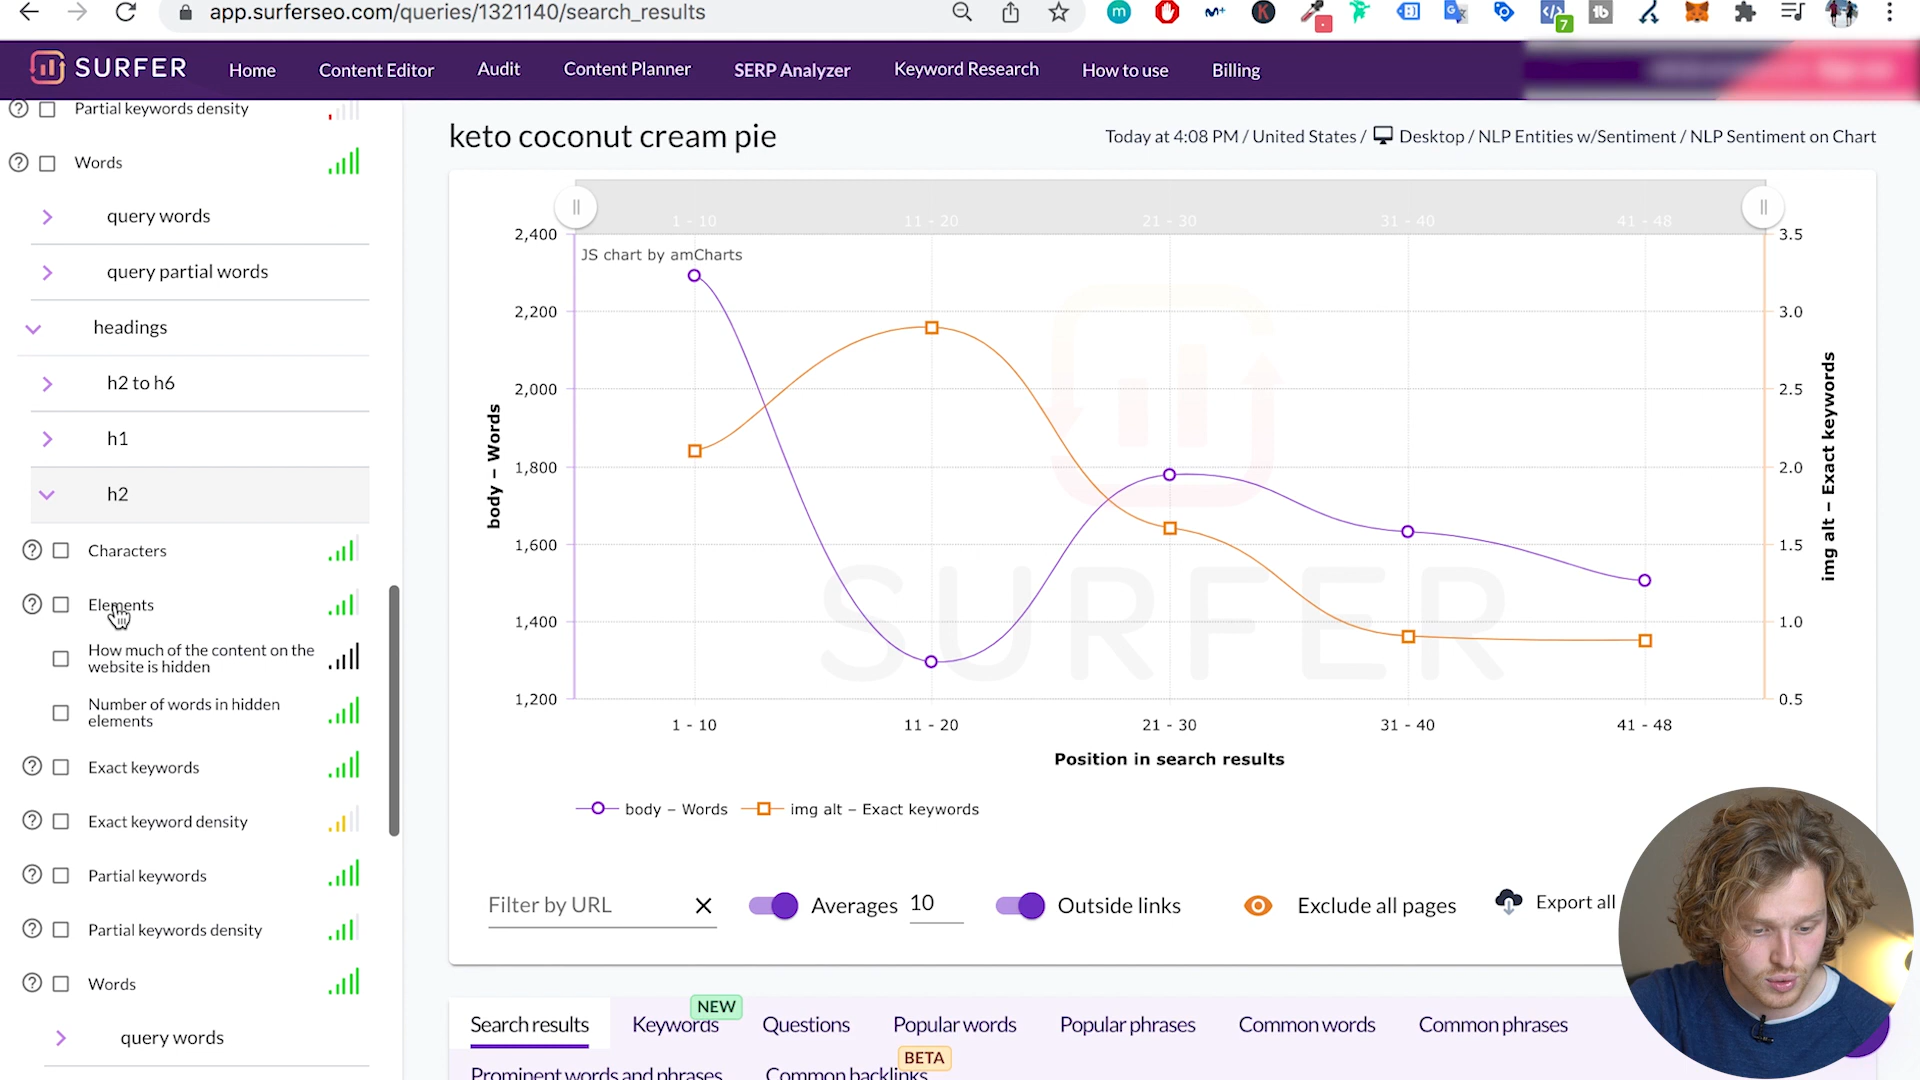 app.surferseo.com/queries/1321140/search_results
7
SURFER
Home
Content Editor
Audit
Content Planner
SERP Analyzer
Keyword Research
How to use
Billing
Partial keywords density
Words
query words
query partial words
headings
h2 to h6
h1
h2
Characters
Elements
How much of the content on the
website is hidden
Number of words in hidden
elements
Exact keywords
Exact keyword density
Partial keywords
Partial keywords density
Words
query words
keto coconut cream pie
Today at 4:08 PM / United States / Desktop / NLP Entities w/Sentiment / NLP Sentiment on Chart
1 - 10 11 - 20 21 - 30 31 - 40 41 - 48
JS chart by amCharts
2,400
2,200
2,000
1,800
1,600
1,400
1,200
body – Words
3.5
3.0
2.5
2.0
1.5
1.0
0.5
img alt – Exact keywords
SURFER
1 - 10 11 - 20 21 - 30 31 - 40 41 - 48
Position in search results
body – Words
img alt – Exact keywords
Filter by URL
Averages 10
Outside links
Exclude all pages
Export all
NEW
Search results
Keywords
Questions
Popular words
Popular phrases
Common words
Common phrases
BETA
Prominent words and phrases
Common backlinks